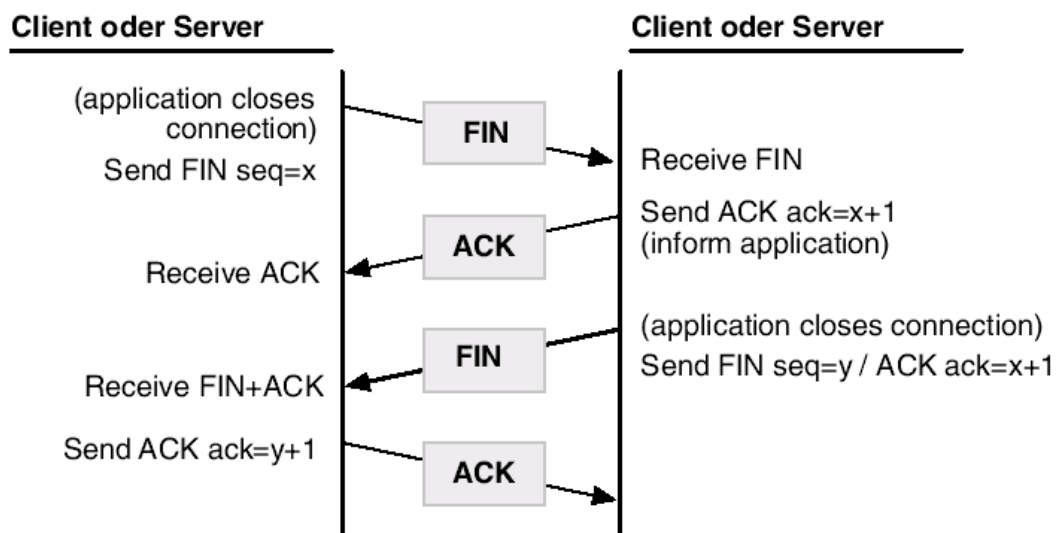 Client oder Server
Client oder Server
(application closes
connection)
Send FIN seq=x
FIN
Receive FIN
Send ACK ack=x+1
(inform application)
ACK
Receive ACK
(application closes connection)
Send FIN seq=y / ACK ack=x+1
FIN
Receive FIN+ACK
Send ACK ack=y+1
ACK